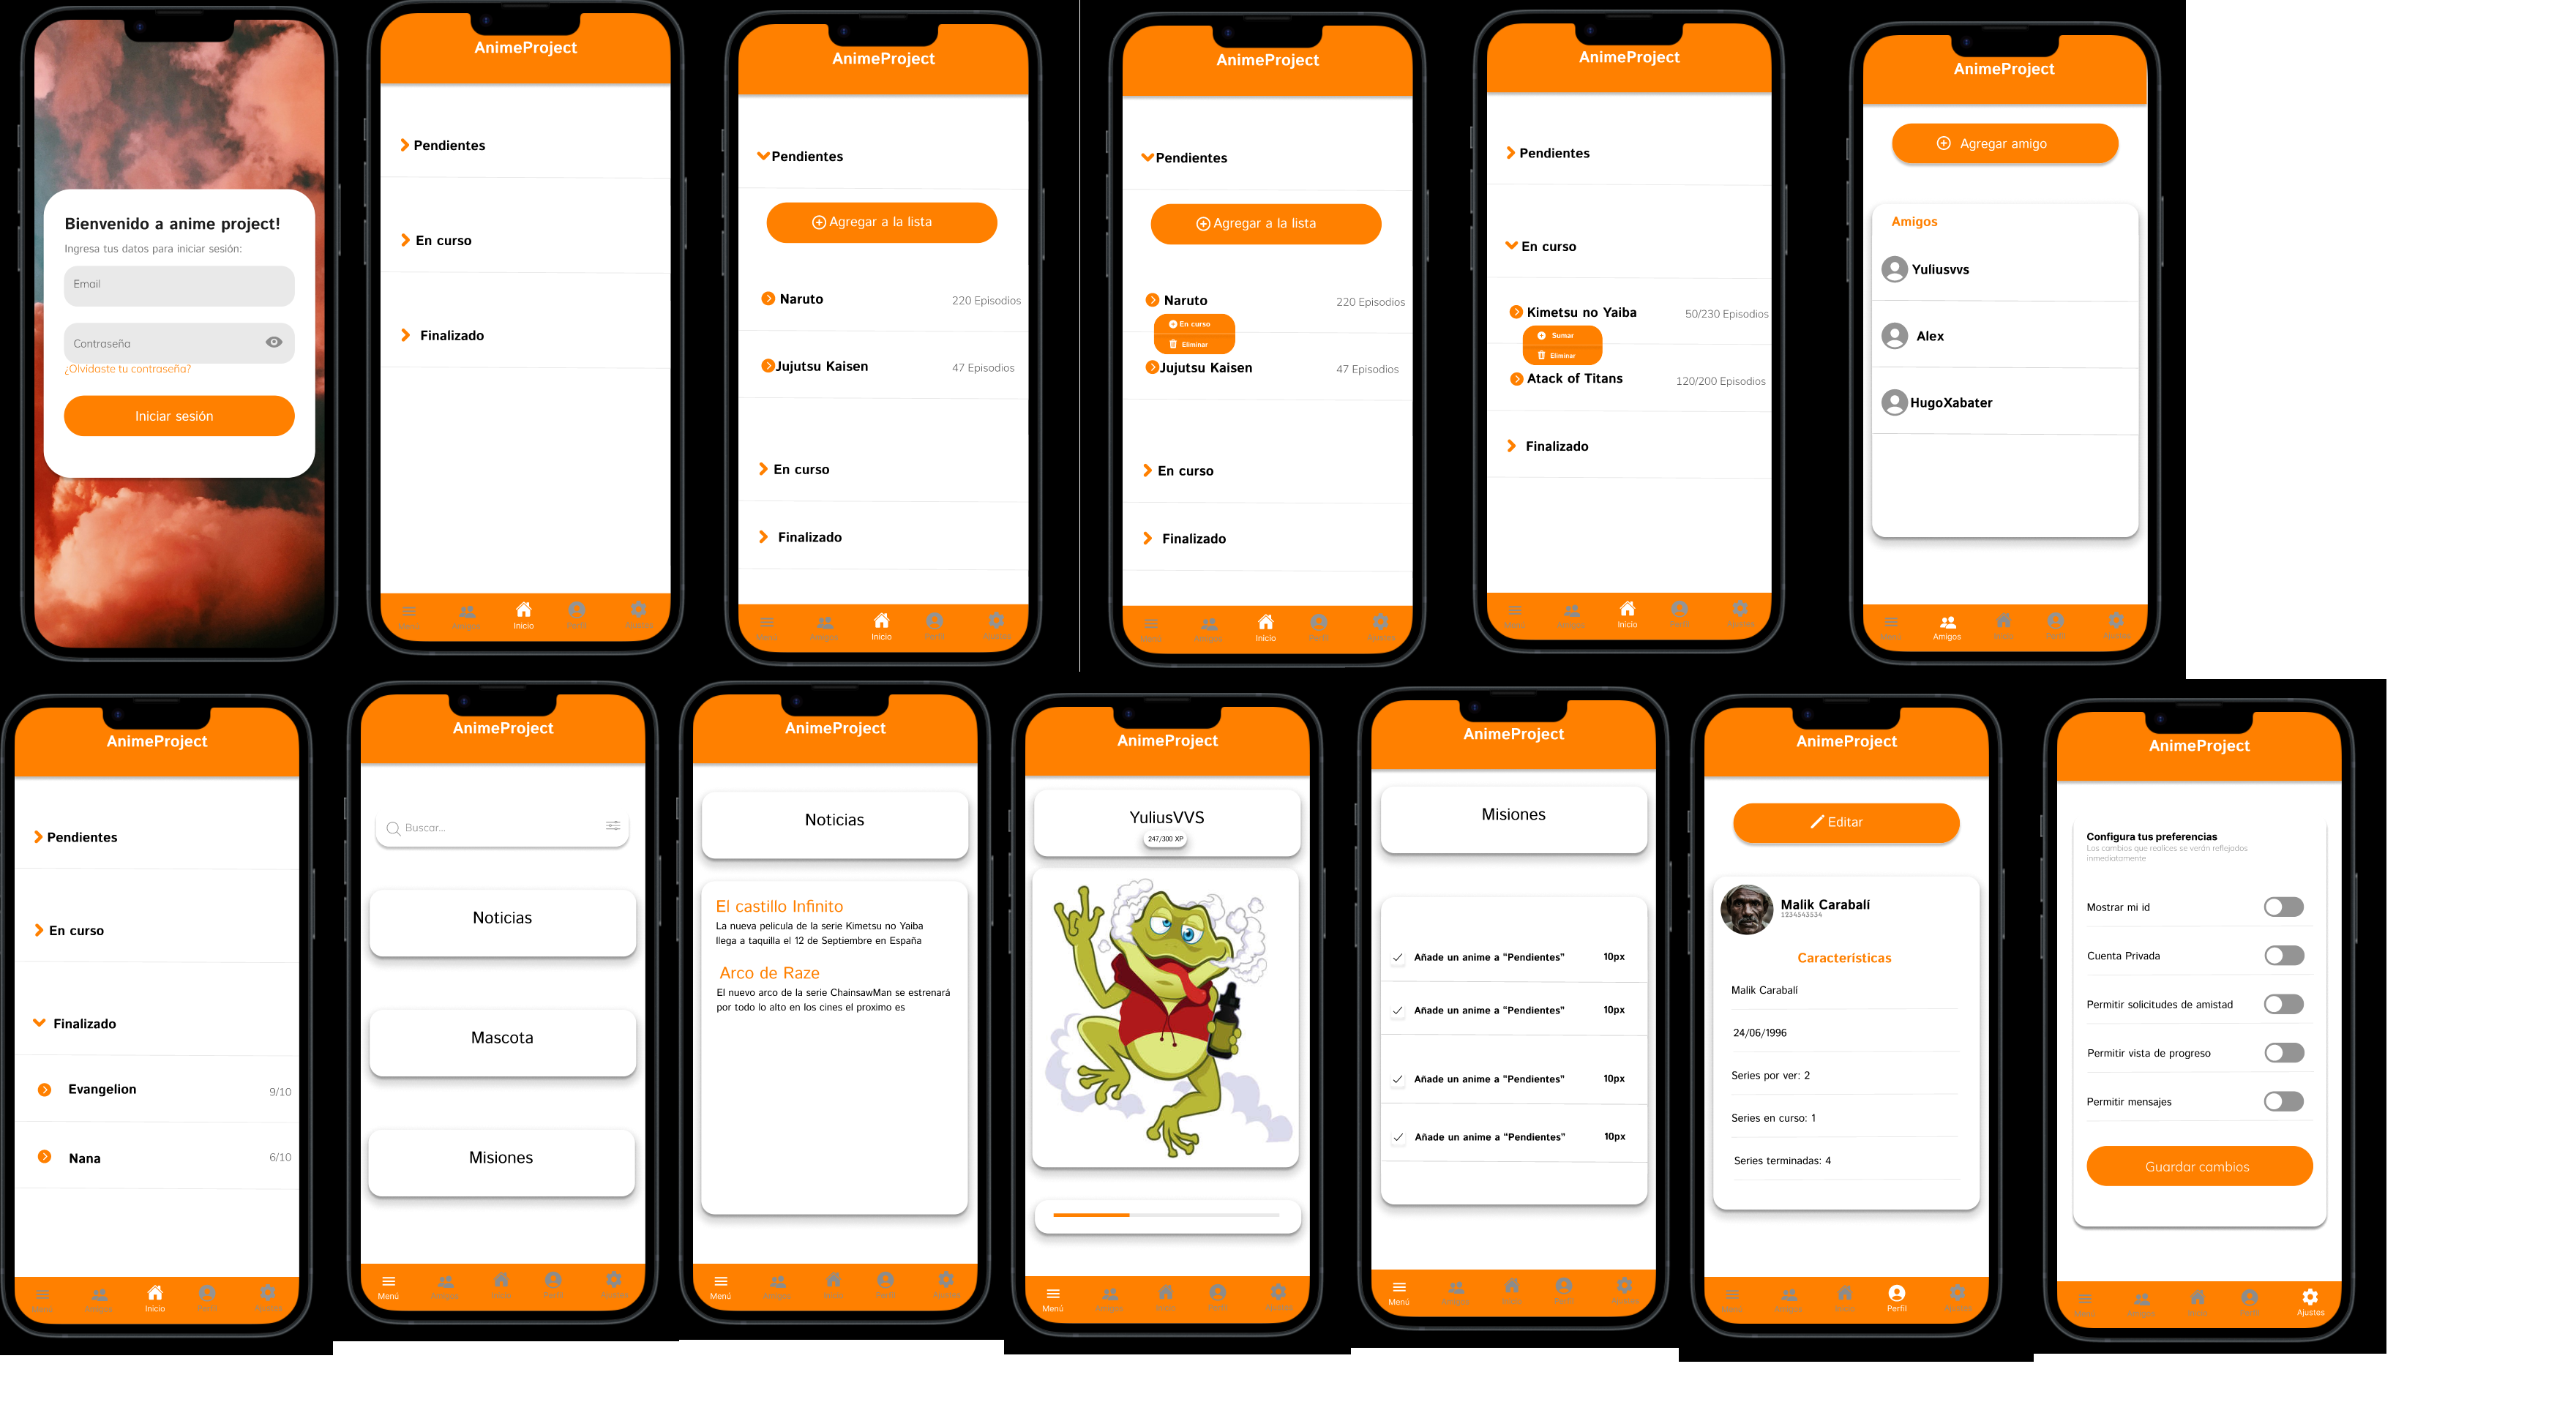 Bienvenido a anime project!
Ingresa tus datos para iniciar sesión:
Email
Contraseña
¿Olvidaste tu contraseña?
Iniciar sesión
AnimeProject
Pendientes
En curso
Finalizado
Inicio
AnimeProject
Pendientes
Agregar a la lista
Naruto 220 Episodios
Jujutsu Kaisen 47 Episodios
En curso
Finalizado
Inicio
AnimeProject
Pendientes
Agregar a la lista
Naruto 220 Episodios
En curso
Eliminar
Jujutsu Kaisen 47 Episodios
En curso
Finalizado
Inicio
AnimeProject
Pendientes
En curso
Kimetsu no Yaiba 50/230 Episodios
Sumar
Eliminar
Atack of Titans 120/200 Episodios
Finalizado
Inicio
AnimeProject
Agregar amigo
Amigos
Yuliusvvs
Alex
HugoXabater
Amigos
AnimeProject
Pendientes
En curso
Finalizado
Evangelion 9/10
Nana 6/10
Inicio
AnimeProject
Buscar...
Noticias
Mascota
Misiones
Menú
AnimeProject
Noticias
El castillo Infinito
La nueva pelicula de la serie Kimetsu no Yaiba
llega a taquilla el 12 de Septiembre en España
Arco de Raze
El nuevo arco de la serie ChainsawMan se estrenará
por todo lo alto en los cines el proximo es
Menú
AnimeProject
YuliusVVS
247/300 XP
Menú
AnimeProject
Misiones
Añade un anime a "Pendientes" 10px
Añade un anime a "Pendientes" 10px
Añade un anime a "Pendientes" 10px
Añade un anime a "Pendientes" 10px
Menú
AnimeProject
Editar
Malik Carabalí
1234543534
Características
Malik Carabalí
24/06/1996
Series por ver: 2
Series en curso: 1
Series terminadas: 4
Perfil
AnimeProject
Configura tus preferencias
Los cambios que realices se verán reflejados
inmediatamente
Mostrar mi id
Cuenta Privada
Permitir solicitudes de amistad
Permitir vista de progreso
Permitir mensajes
Guardar cambios
Ajustes